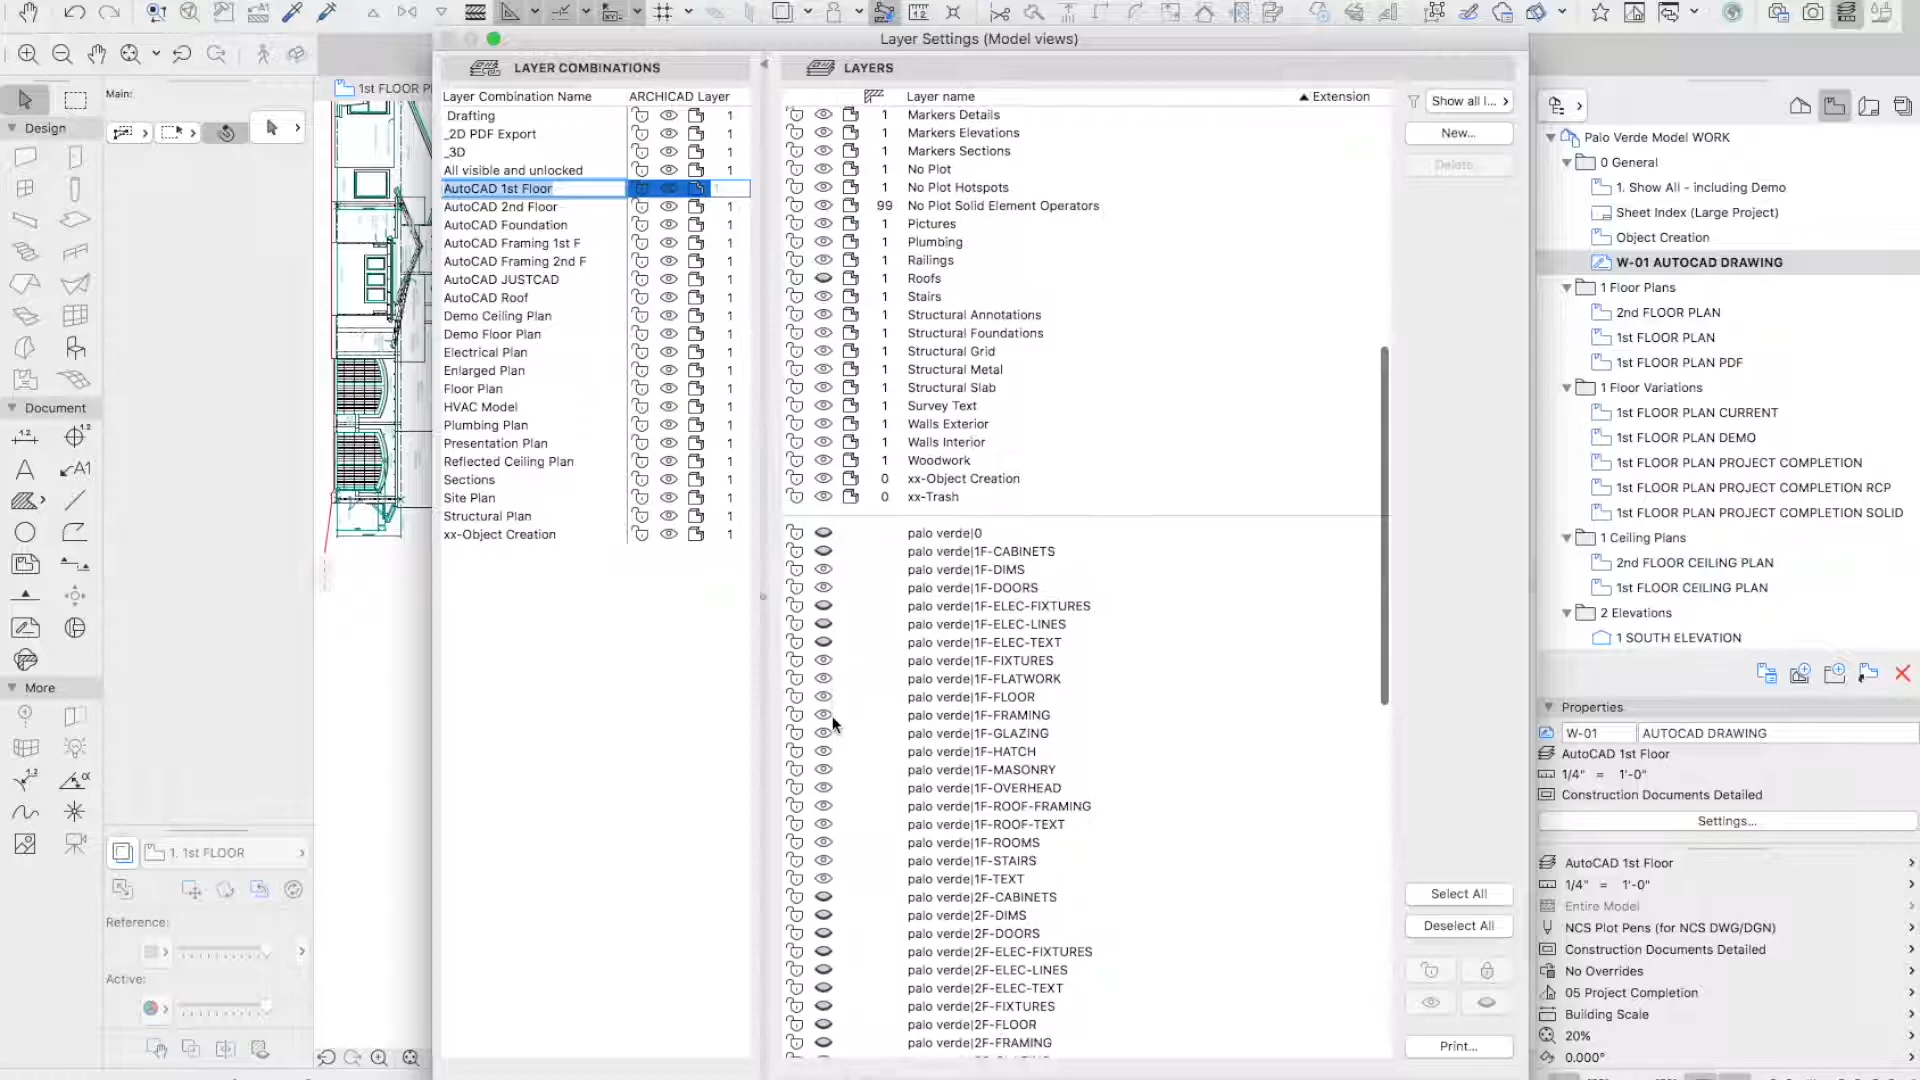 Layer Settings (Model views)
Main:
Design
Document
More
1. 1st FLOOR
Reference:
Active:
1st FLOOR P
LAYER COMBINATIONS
Layer Combination Name ARCHICAD Layer
Drafting 1
_2D PDF Export 1
_3D 1
All visible and unlocked 1
AutoCAD 1st Floor 1
AutoCAD 2nd Floor 1
AutoCAD Foundation 1
AutoCAD Framing 1st F 1
AutoCAD Framing 2nd F 1
AutoCAD JUSTCAD 1
AutoCAD Roof 1
Demo Ceiling Plan 1
Demo Floor Plan 1
Electrical Plan 1
Enlarged Plan 1
Floor Plan 1
HVAC Model 1
Plumbing Plan 1
Presentation Plan 1
Reflected Ceiling Plan 1
Sections 1
Site Plan 1
Structural Plan 1
xx-Object Creation 1
LAYERS
Layer name Extension
1 Markers Details
1 Markers Elevations
1 Markers Sections
1 No Plot
1 No Plot Hotspots
99 No Plot Solid Element Operators
1 Pictures
1 Plumbing
1 Railings
1 Roofs
1 Stairs
1 Structural Annotations
1 Structural Foundations
1 Structural Grid
1 Structural Metal
1 Structural Slab
1 Survey Text
1 Walls Exterior
1 Walls Interior
1 Woodwork
0 xx-Object Creation
0 xx-Trash
palo verde|0
palo verde|1F-CABINETS
palo verde|1F-DIMS
palo verde|1F-DOORS
palo verde|1F-ELEC-FIXTURES
palo verde|1F-ELEC-LINES
palo verde|1F-ELEC-TEXT
palo verde|1F-FIXTURES
palo verde|1F-FLATWORK
palo verde|1F-FLOOR
palo verde|1F-FRAMING
palo verde|1F-GLAZING
palo verde|1F-HATCH
palo verde|1F-MASONRY
palo verde|1F-OVERHEAD
palo verde|1F-ROOF-FRAMING
palo verde|1F-ROOF-TEXT
palo verde|1F-ROOMS
palo verde|1F-STAIRS
palo verde|1F-TEXT
palo verde|2F-CABINETS
palo verde|2F-DIMS
palo verde|2F-DOORS
palo verde|2F-ELEC-FIXTURES
palo verde|2F-ELEC-LINES
palo verde|2F-ELEC-TEXT
palo verde|2F-FIXTURES
palo verde|2F-FLOOR
palo verde|2F-FRAMING
Show all l...
New...
Delete...
Select All
Deselect All
Print...
Palo Verde Model WORK
0 General
1. Show All - including Demo
Sheet Index (Large Project)
Object Creation
W-01 AUTOCAD DRAWING
1 Floor Plans
2nd FLOOR PLAN
1st FLOOR PLAN
1st FLOOR PLAN PDF
1 Floor Variations
1st FLOOR PLAN CURRENT
1st FLOOR PLAN DEMO
1st FLOOR PLAN PROJECT COMPLETION
1st FLOOR PLAN PROJECT COMPLETION RCP
1st FLOOR PLAN PROJECT COMPLETION SOLID
1 Ceiling Plans
2nd FLOOR CEILING PLAN
1st FLOOR CEILING PLAN
2 Elevations
1 SOUTH ELEVATION
Properties
W-01 AUTOCAD DRAWING
AutoCAD 1st Floor
1/4" = 1'-0"
Construction Documents Detailed
Settings...
AutoCAD 1st Floor
1/4" = 1'-0"
Entire Model
NCS Plot Pens (for NCS DWG/DGN)
Construction Documents Detailed
No Overrides
05 Project Completion
Building Scale
20%
0.000°